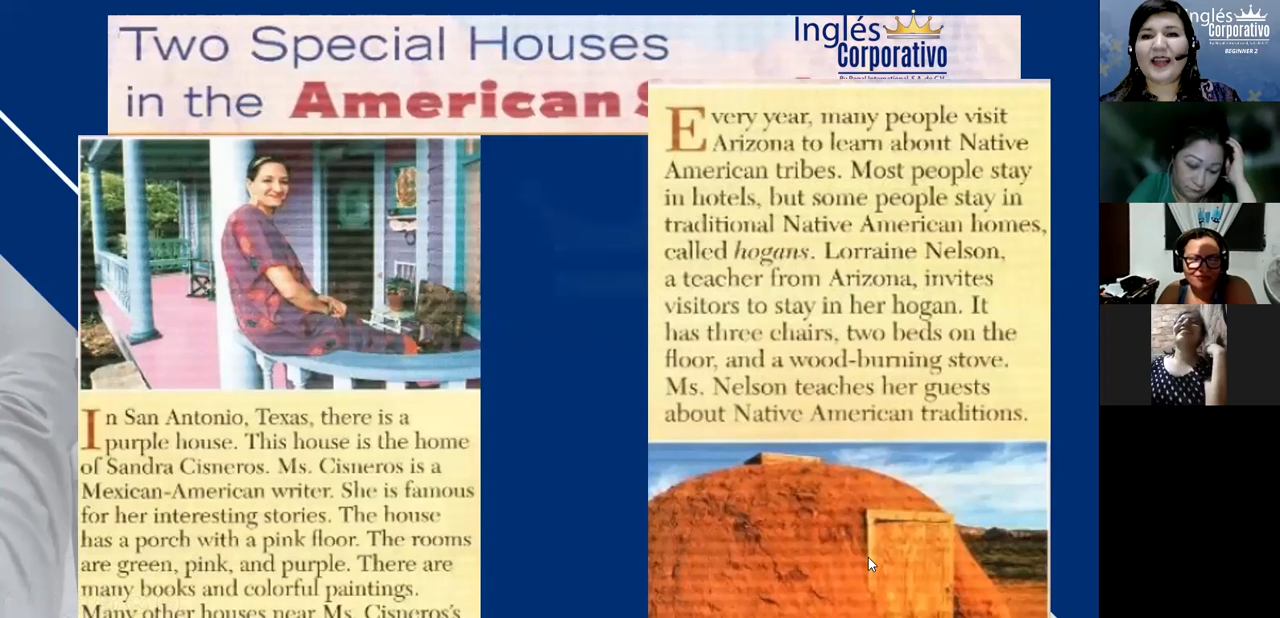 Two Special Houses
in the American S
Inglés
Corporativo
In San Antonio, Texas, there is a
purple house. This house is the home
of Sandra Cisneros. Ms. Cisneros is a
Mexican-American writer. She is famous
for her interesting stories. The house
has a porch with a pink floor. The rooms
are green, pink, and purple. There are
many books and colorful paintings.
Many other houses near Ms. Cisneros's
Every year, many people visit
Arizona to learn about Native
American tribes. Most people stay
in hotels, but some people stay in
traditional Native American homes,
called hogans. Lorraine Nelson,
a teacher from Arizona, invites
visitors to stay in her hogan. It
has three chairs, two beds on the
floor, and a wood-burning stove.
Ms. Nelson teaches her guests
about Native American traditions.
nglés
Corporativo
BEGINNER 2